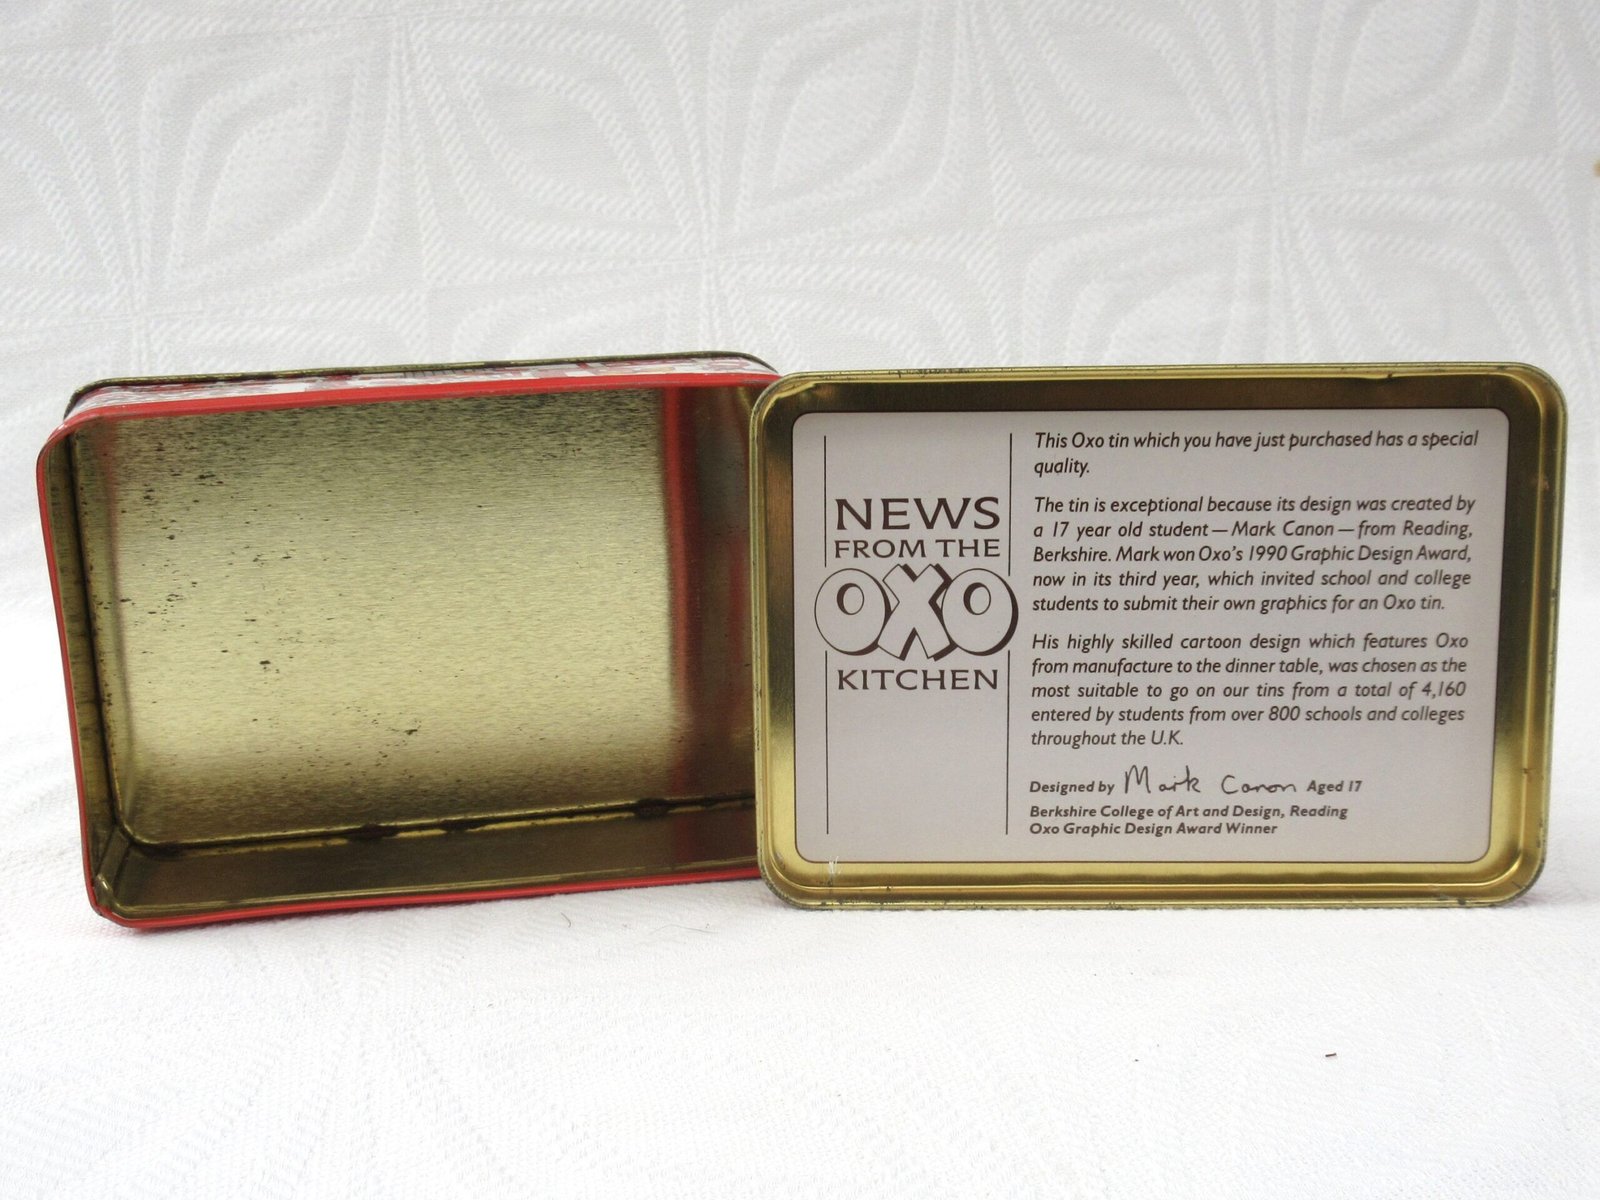 NEWS
FROM THE
OXO
KITCHEN
This Oxo tin which you have just purchased has a special
quality.
The tin is exceptional because its design was created by
a 17 year old student — Mark Canon — from Reading,
Berkshire. Mark won Oxo's 1990 Graphic Design Award,
now in its third year, which invited school and college
students to submit their own graphics for an Oxo tin.
His highly skilled cartoon design which features Oxo
from manufacture to the dinner table, was chosen as the
most suitable to go on our tins from a total of 4,160
entered by students from over 800 schools and colleges
throughout the U.K.
Designed by Mark Canon Aged 17
Berkshire College of Art and Design, Reading
Oxo Graphic Design Award Winner